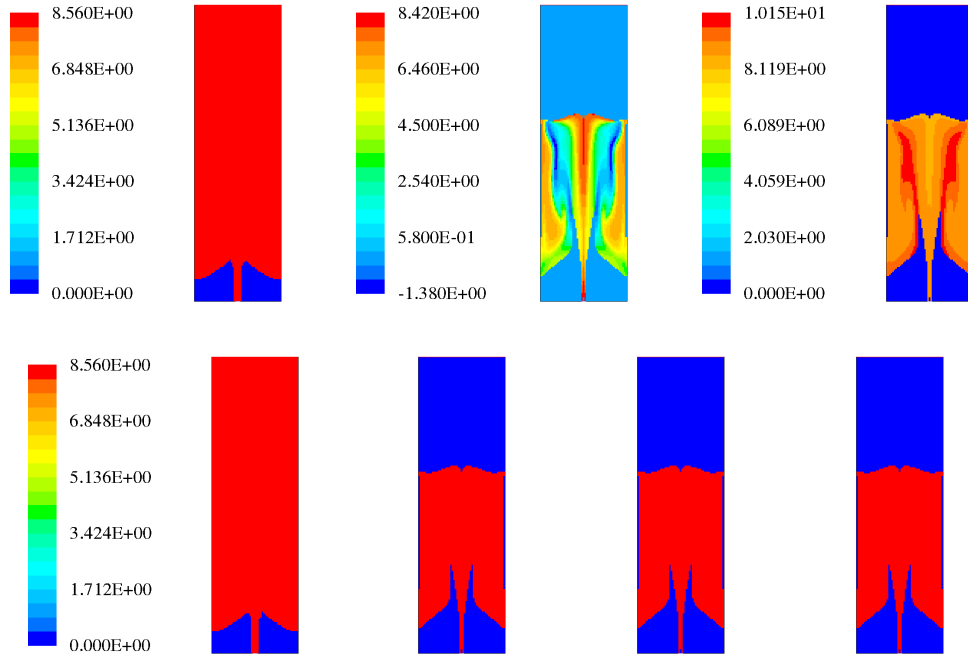 8.560E+00 8.420E+00 1.015E+01
6.848E+00 6.460E+00 8.119E+00
5.136E+00 4.500E+00 6.089E+00
3.424E+00 2.540E+00 4.059E+00
1.712E+00 5.800E-01 2.030E+00
0.000E+00 -1.380E+00 0.000E+00
8.560E+00
6.848E+00
5.136E+00
3.424E+00
1.712E+00
0.000E+00